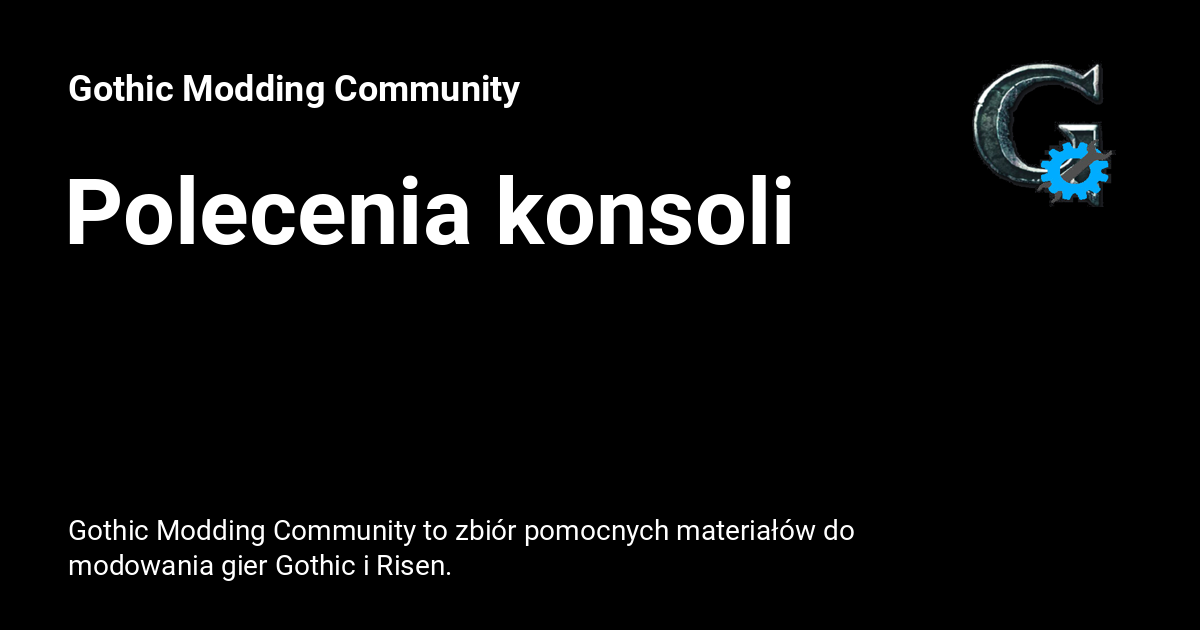 Gothic Modding Community
Polecenia konsoli
Gothic Modding Community to zbiór pomocnych materiałów do
modowania gier Gothic i Risen.